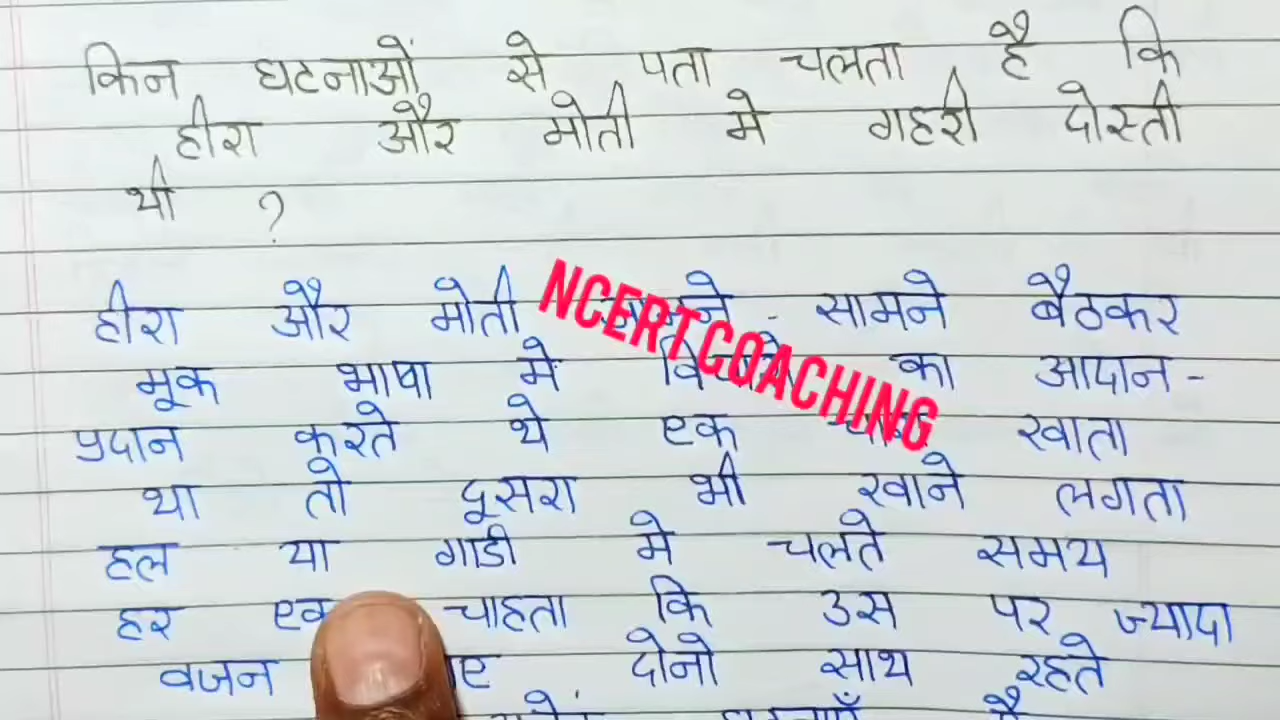 किन घटनाओं से पता चलता है कि
हीरा और मोती मे गहरी दोस्ती
थी ?
हीरा और मोती - सामने बैठकर
मूक भाषा में का आदान -
प्रदान करते थे एक खाता
था तो दूसरा भी खाने लगता
हल या गाडी मे चलते समय
हर एक चाहता कि उस पर ज्यादा
वजन दोनो साथ रहते
NCERT COACHING